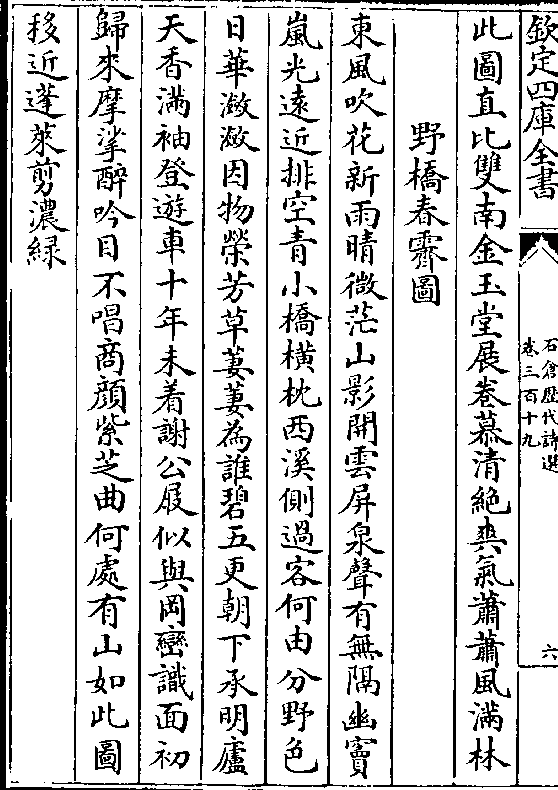 欽定四庫全書
石倉歷代詩選
卷三百十九
六
此圖直比雙南金玉堂展卷慕清絶爽氣蕭蕭風滿林
野橋春霽圖
東風吹花新雨晴微茫山影開雲屏泉聲有無隔幽竇
嵐光遠近排空青小橋橫枕西溪側過客何由分野色
日華瀲瀲因物榮芳草萋萋為誰碧五更朝下承明廬
天香滿袖登遊車十年未着謝公屐似與岡巒識面初
歸來摩挲醉吟目不唱商顔紫芝曲何處有山如此圖
移近蓬萊剪濃緑